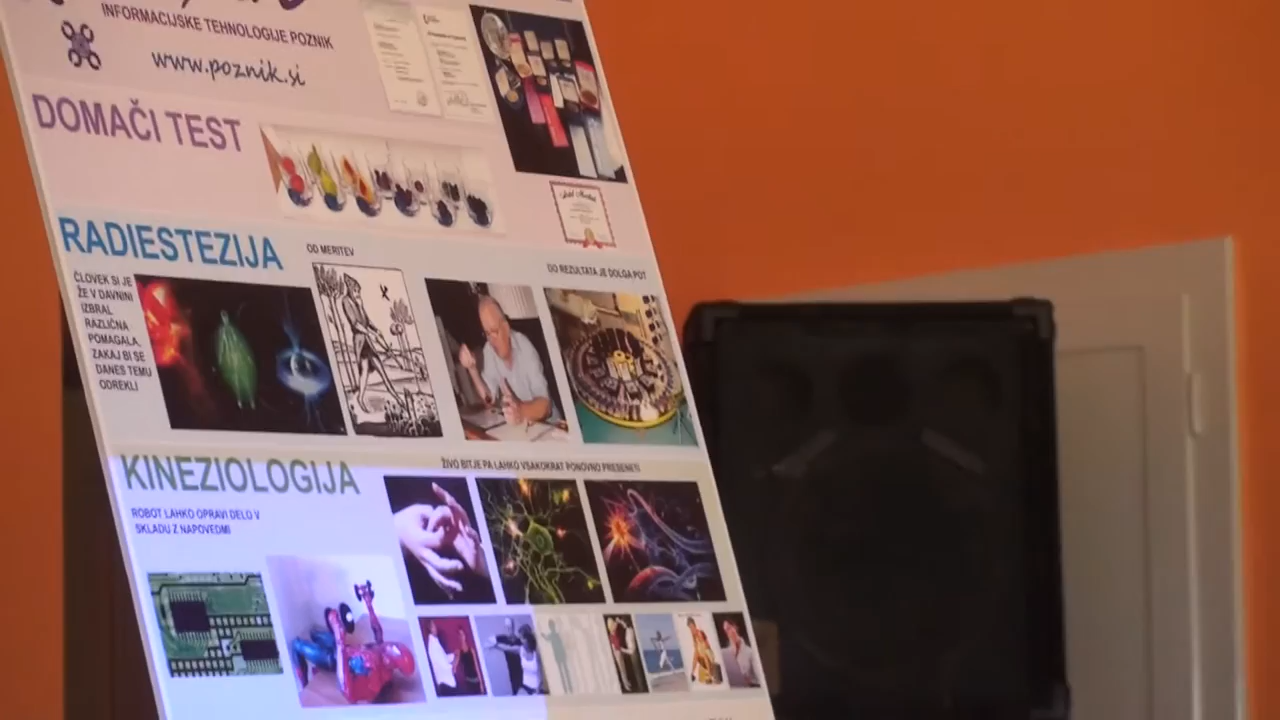 INFORMACIJSKE TEHNOLOGIJE POZNIK
www.poznik.si
DOMAČI TEST
RADIESTEZIJA
OD MERITEV
DO REZULTATA JE DOLGA POT
ČLOVEK SI JE
ŽE V DAVNINI
IZBRAL
RAZLIČNA
POMAGALA,
ZAKAJ BI SE
DANES TEMU
ODREKLI
KINEZIOLOGIJA
ŽIVO BITJE PA LAHKO VSAKOKRAT PONOVNO PRESENETI
ROBOT LAHKO OPRAVI DELO V
SKLADU Z NAPOVEDMI